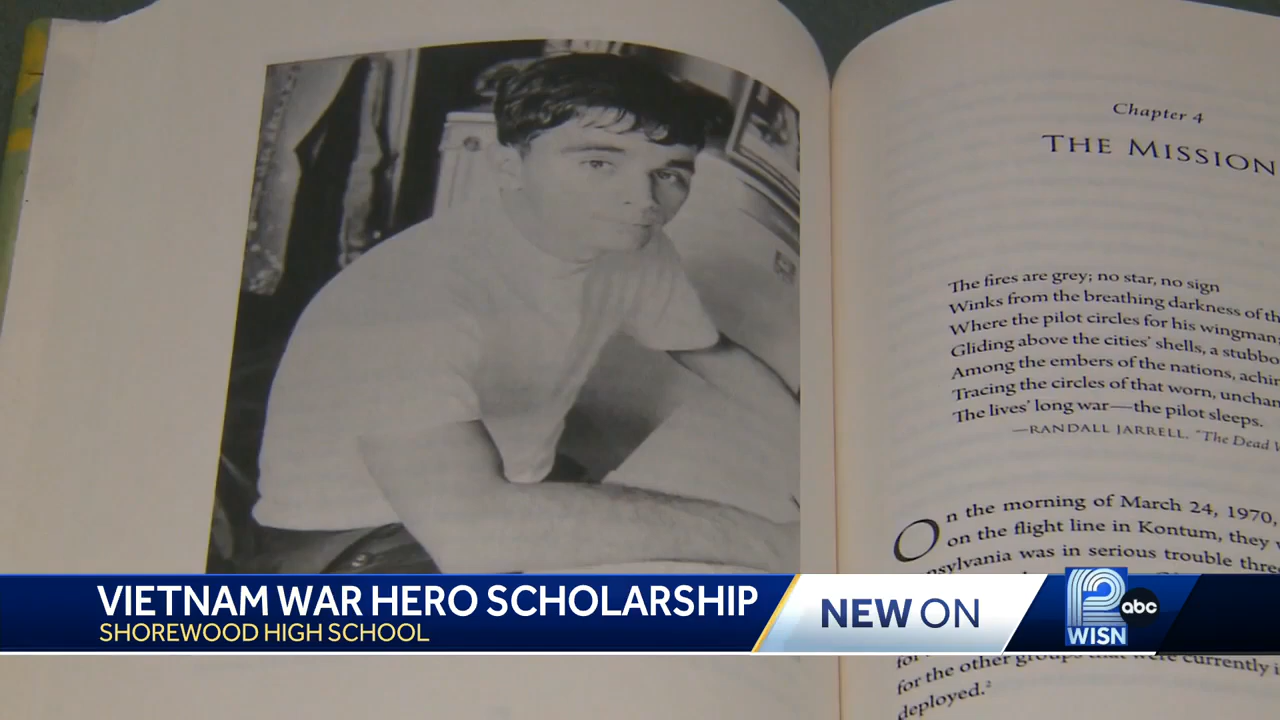 Chapter 4
THE MISSION
The fires are grey; no star, no sign
Winks from the breathing darkness of
Where the pilot circles for his wingman;
Gliding above the cities' shells, a
Among the embers of the nations,
Tracing the circles of that worn,
The lives' long war—the pilot sleeps.
—RANDALL JARRELL, "The Dead
On the morning of March 24, 1970,
on the flight line in Kontum, they
was in serious trouble
VIETNAM WAR HERO SCHOLARSHIP
SHOREWOOD HIGH SCHOOL
NEW ON
12
abc
WISN
for the other groups that were currently
deployed.²